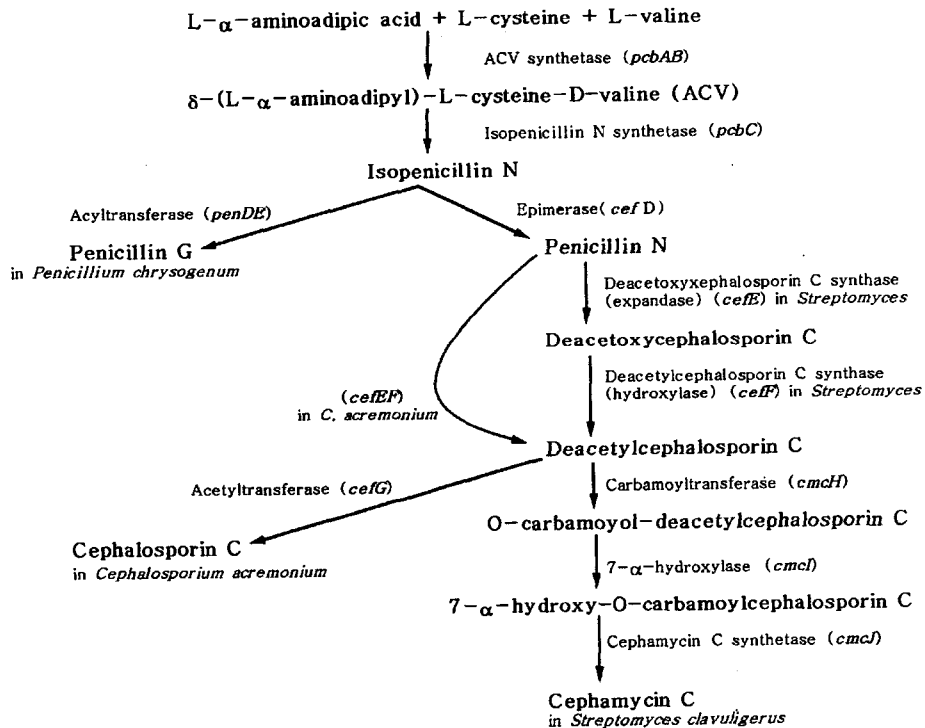 L-α-aminoadipic acid + L-cysteine + L-valine
ACV synthetase (pcbAB)
δ-(L-α-aminoadipyl)-L-cysteine-D-valine (ACV)
Isopenicillin N synthetase (pcbC)
Isopenicillin N
Acyltransferase (penDE)
Epimerase( cef D)
Penicillin G
in Penicillium chrysogenum
Penicillin N
Deacetoxyxephalosporin C synthase
(expandase) (cefE) in Streptomyces
Deacetoxycephalosporin C
Deacetylcephalosporin C synthase
(hydroxylase) (cefF) in Streptomyces
(cefEF)
in C. acremonium
Deacetylcephalosporin C
Acetyltransferase (cefG)
Carbamoyltransferase (cmcH)
O-carbamoyol-deacetylcephalosporin C
Cephalosporin C
in Cephalosporium acremonium
7-α-hydroxylase (cmcI)
7-α-hydroxy-O-carbamoylcephalosporin C
Cephamycin C synthetase (cmcJ)
Cephamycin C
in Streptomyces clavuligerus